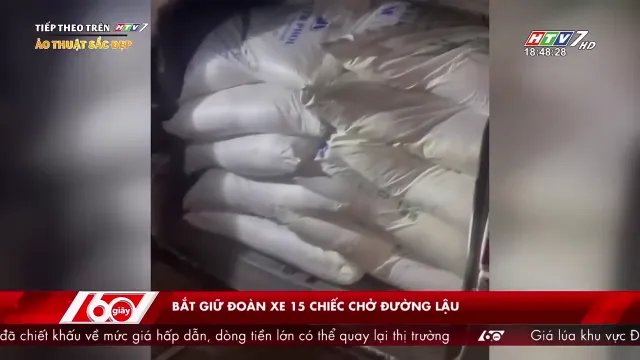 TIẾP THEO TRÊN HTV7
ẢO THUẬT SẮC ĐẸP
HTV7 HD
18:48:28
60 giây
BẮT GIỮ ĐOÀN XE 15 CHIẾC CHỞ ĐƯỜNG LẬU
đã chiết khấu về mức giá hấp dẫn, dòng tiền lớn có thể quay lại thị trường 60 Giá lúa khu vực Đ